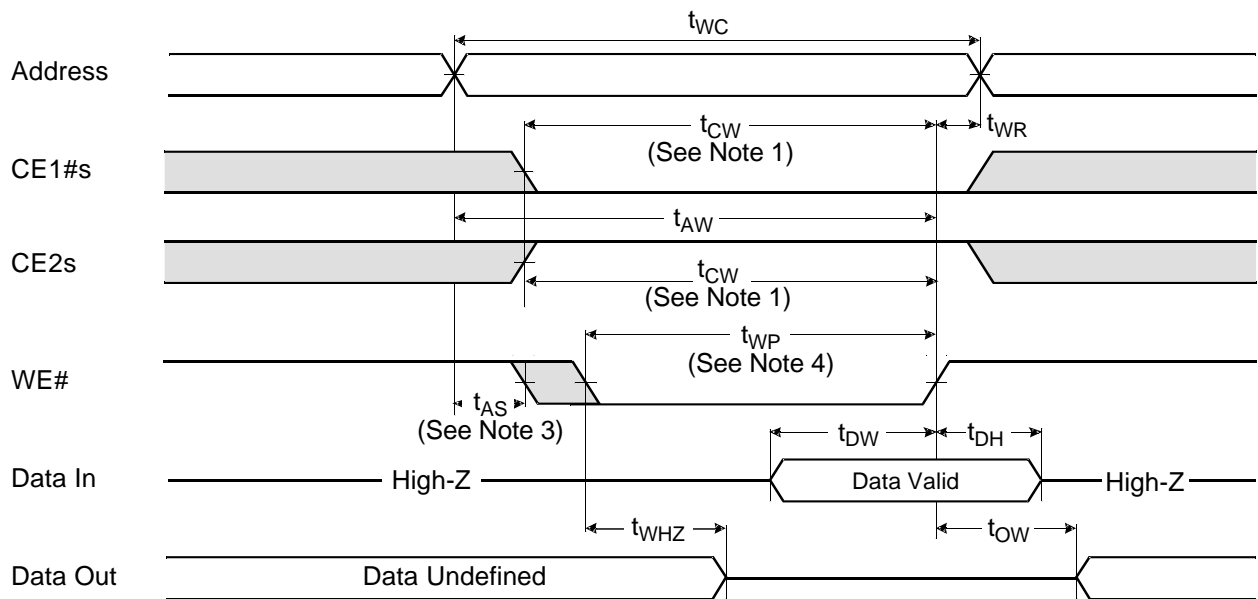 tWC
Address
tCW
(See Note 1)
tWR
CE1#s
tAW
CE2s
tCW
(See Note 1)
tWP
(See Note 4)
WE#
tAS
(See Note 3)
tDW
tDH
Data In
High-Z
Data Valid
High-Z
tWHZ
tOW
Data Out
Data Undefined